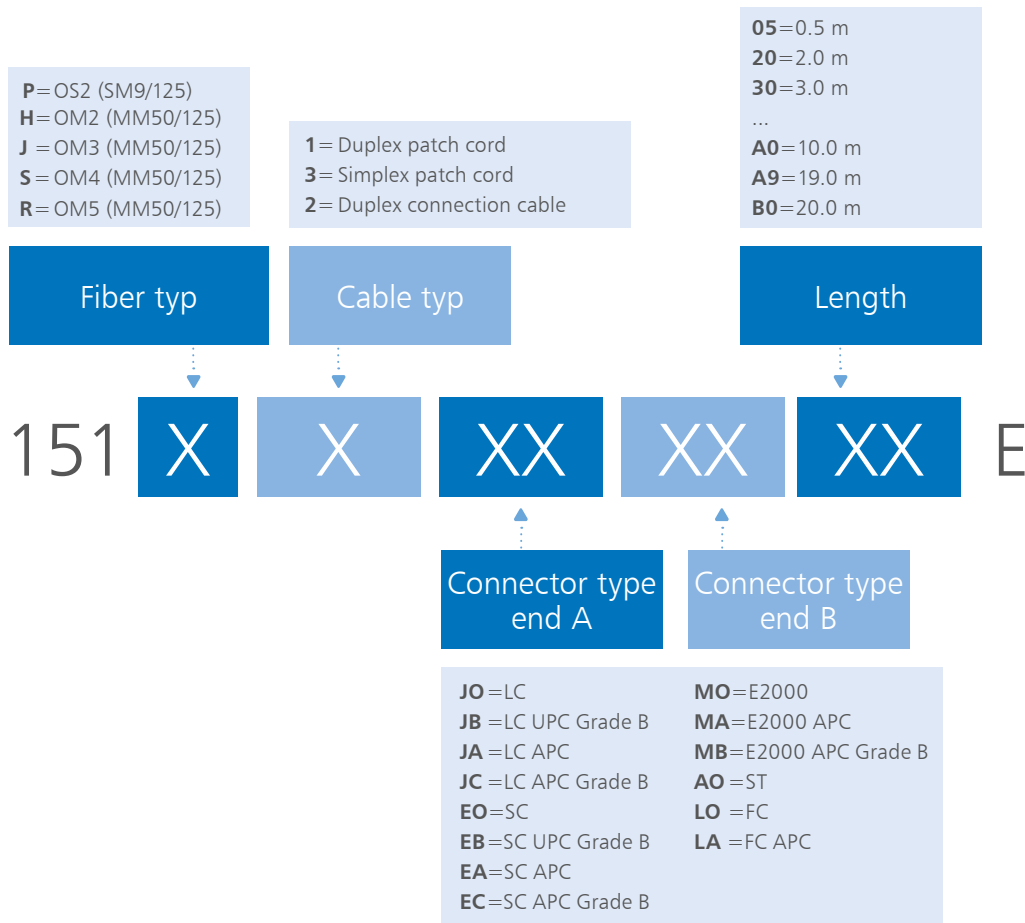 P=OS2 (SM9/125)
H=OM2 (MM50/125)
J =OM3 (MM50/125)
S =OM4 (MM50/125)
R=OM5 (MM50/125)
1= Duplex patch cord
3= Simplex patch cord
2= Duplex connection cable
05=0.5 m
20=2.0 m
30=3.0 m
...
A0=10.0 m
A9=19.0 m
B0=20.0 m
Fiber typ
Cable typ
Length
151 X X XX XX XX E
Connector type
end A
Connector type
end B
JO =LC
JB =LC UPC Grade B
JA =LC APC
JC =LC APC Grade B
EO=SC
EB=SC UPC Grade B
EA=SC APC
EC=SC APC Grade B
MO=E2000
MA=E2000 APC
MB=E2000 APC Grade B
AO=ST
LO =FC
LA =FC APC